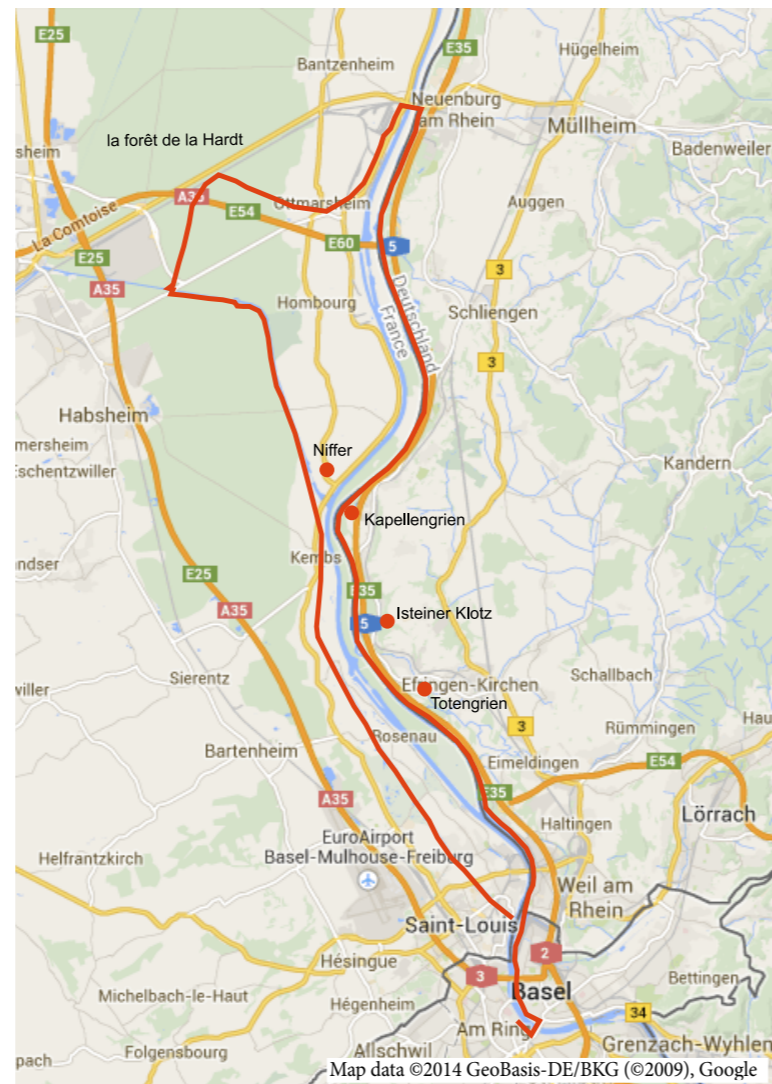 E25
E35
Hügelheim
Bantzenheim
Neuenburg
am Rhein
Müllheim
la forêt de la Hardt
Badenweiler
sheim
A35
Ottmarsheim
E54
Auggen
La Comtoise
E60
5
E25
3
A35
Deutschland
France
Hombourg
Schliengen
3
Habsheim
Niffer
mersheim
Eschentzwiller
Kandern
Kapellengrien
Kembs
andser
E25
E35
A35
Isteiner Klotz
5
Sierentz
Schallbach
willer
Efringen-Kirchen
Totengrien
Hau
Rosenau
3
Rümmingen
Bartenheim
Eimeldingen
E54
A35
E35
Lörrach
EuroAirport
Basel-Mulhouse-Freiburg
Haltingen
Helfrantzkirch
Weil am
Rhein
Saint-Louis
2
Hésingue
3
Bettingen
Michelbach-le-Haut
Basel
Hégenheim
34
Am Ring
Folgensbourg
Allschwil
Grenzach-Wyhlen
pach
Map data ©2014 GeoBasis-DE/BKG (©2009), Google